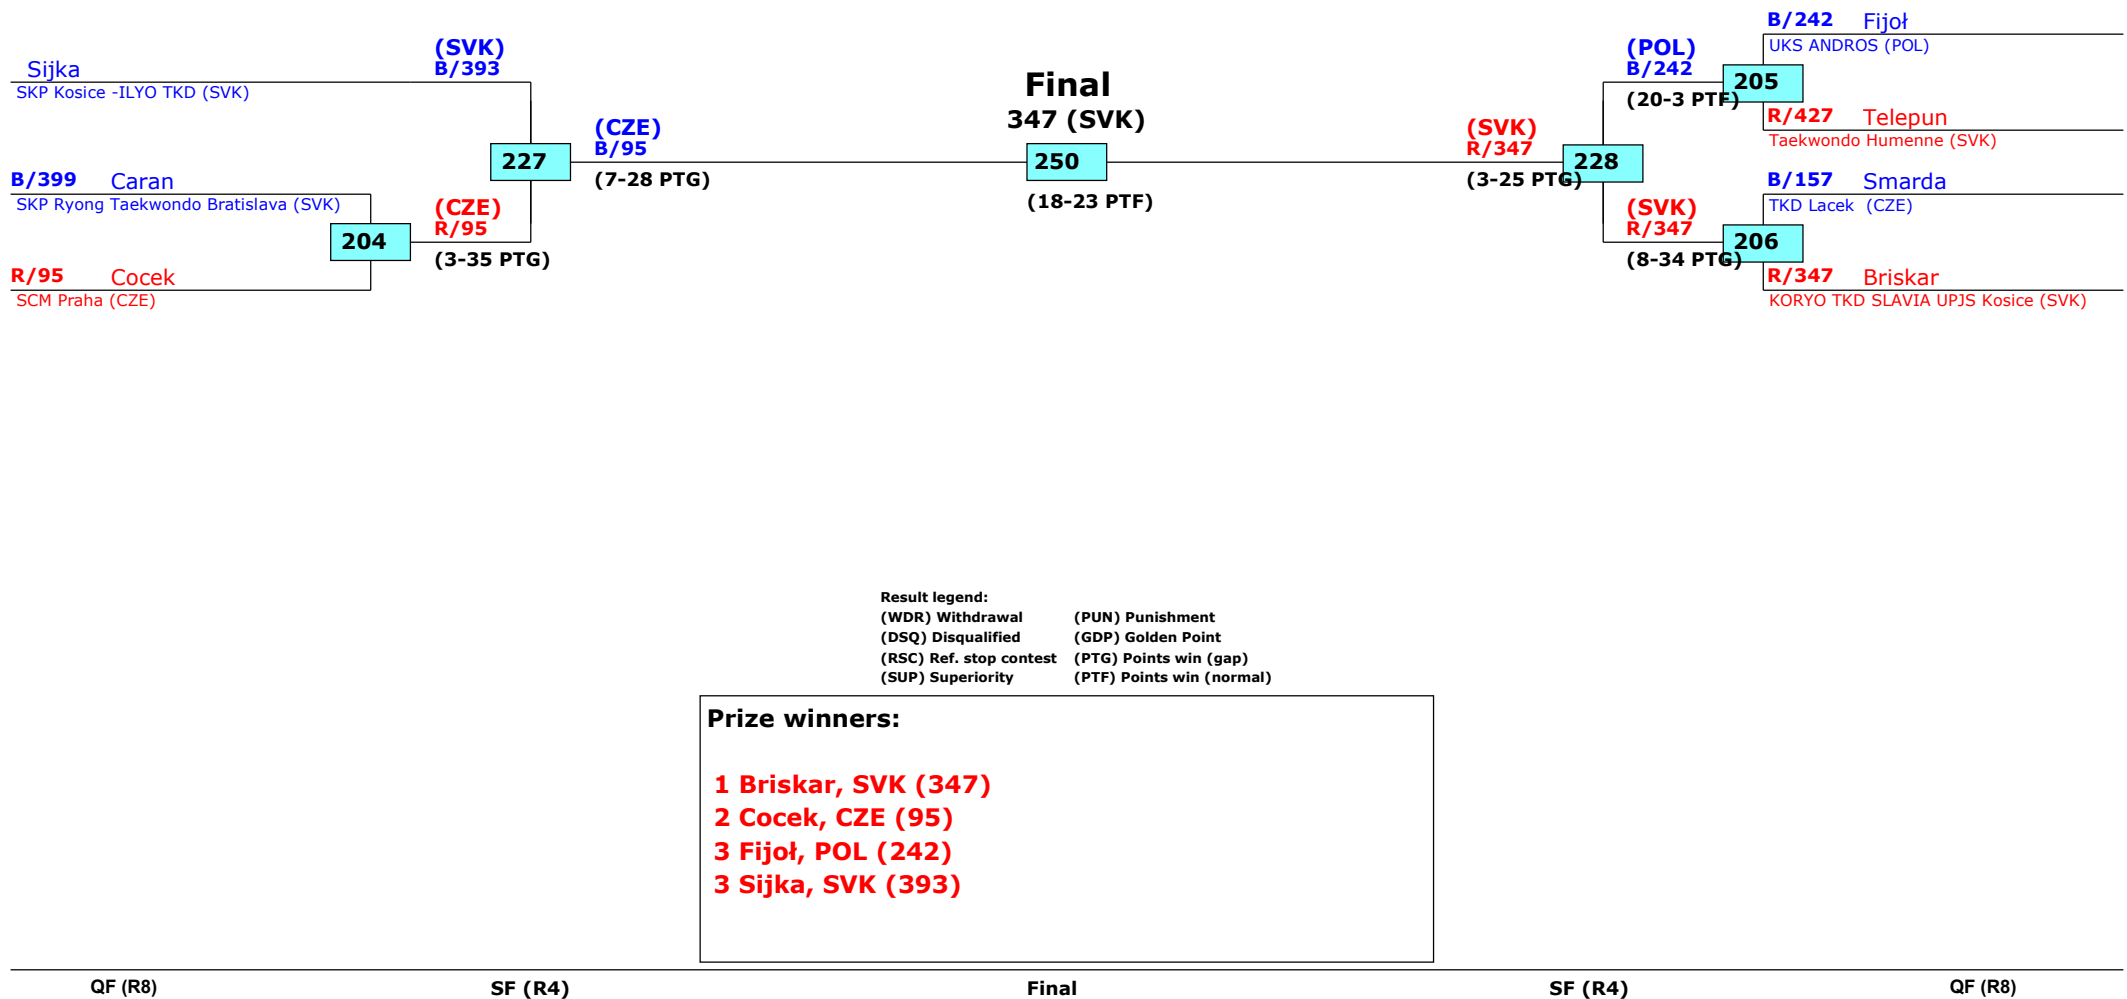 Sijka
SKP Kosice -ILYO TKD (SVK)
(SVK)
B/393
B/399 Caran
SKP Ryong Taekwondo Bratislava (SVK)
204
R/95 Cocek
SCM Praha (CZE)
(CZE)
R/95
(3-35 PTG)
227
(CZE)
B/95
(7-28 PTG)
Final
347 (SVK)
250
(18-23 PTF)
(SVK)
R/347
(3-25 PTG)
228
(POL)
B/242
(20-3 PTF)
205
B/242 Fijoł
UKS ANDROS (POL)
R/427 Telepun
Taekwondo Humenne (SVK)
B/157 Smarda
TKD Lacek (CZE)
(SVK)
R/347
(8-34 PTG)
206
R/347 Briskar
KORYO TKD SLAVIA UPJS Kosice (SVK)
Result legend:
(WDR) Withdrawal (PUN) Punishment
(DSQ) Disqualified (GDP) Golden Point
(RSC) Ref. stop contest (PTG) Points win (gap)
(SUP) Superiority (PTF) Points win (normal)
Prize winners:
1 Briskar, SVK (347)
2 Cocek, CZE (95)
3 Fijoł, POL (242)
3 Sijka, SVK (393)
QF (R8) SF (R4) Final SF (R4) QF (R8)